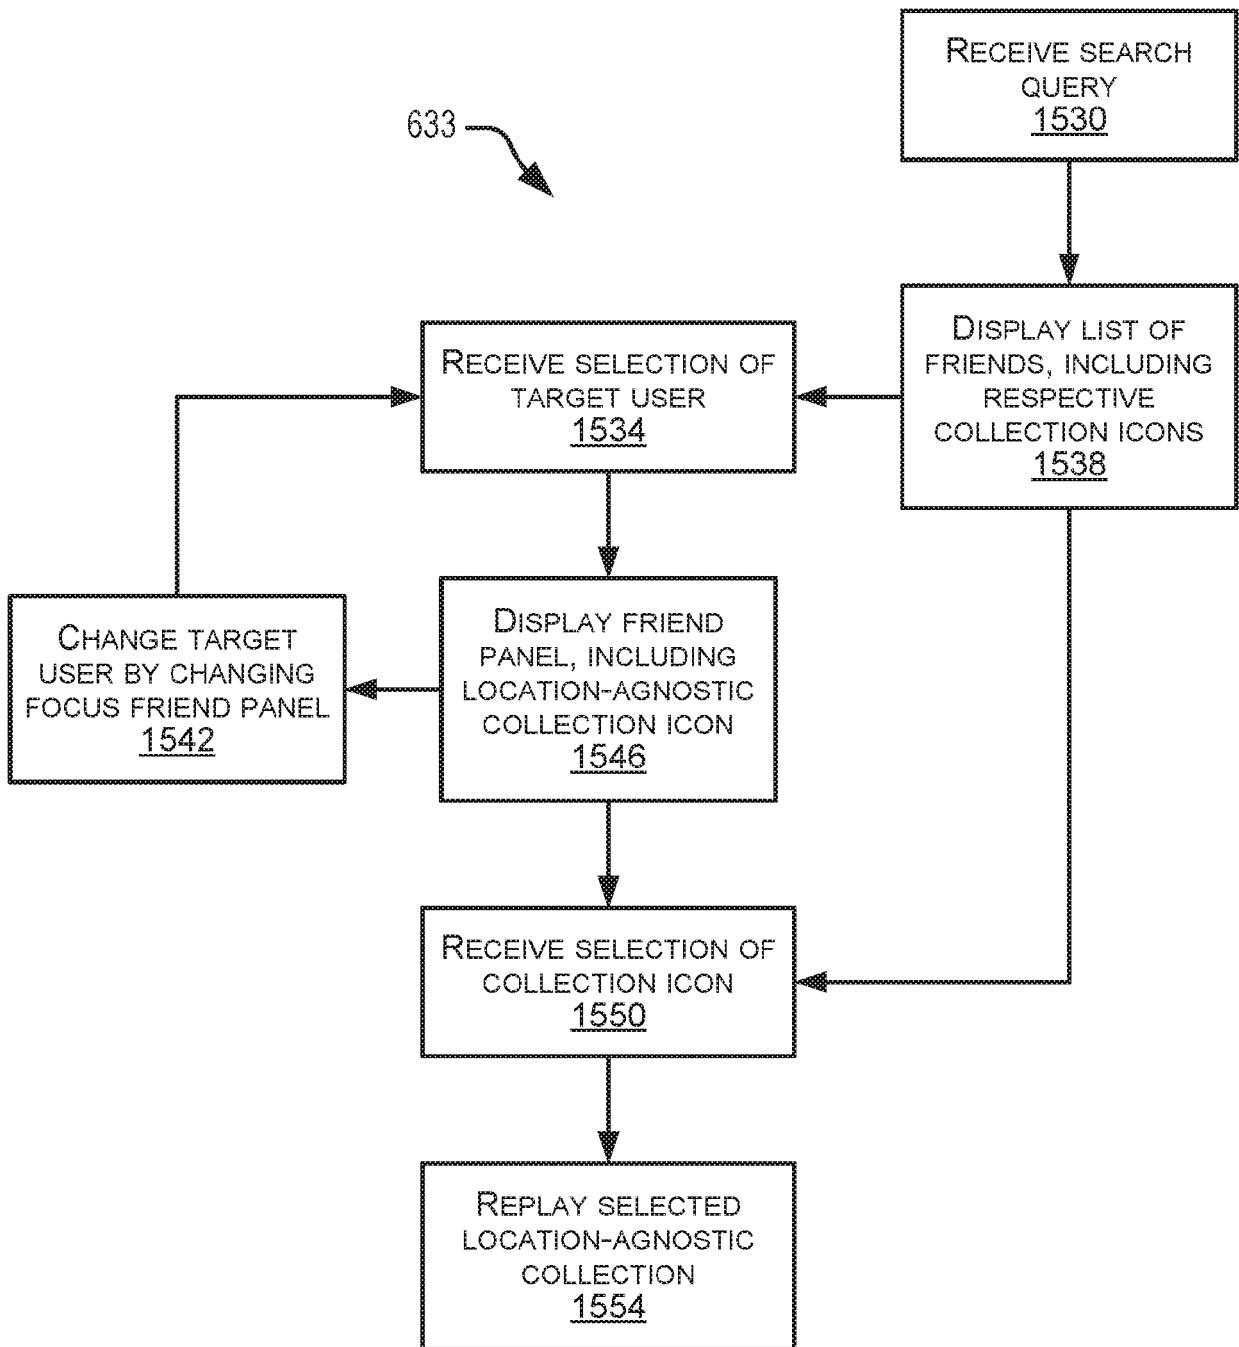 RECEIVE SEARCH
QUERY
1530
633
DISPLAY LIST OF
FRIENDS, INCLUDING
RESPECTIVE
COLLECTION ICONS
1538
RECEIVE SELECTION OF
TARGET USER
1534
CHANGE TARGET
USER BY CHANGING
FOCUS FRIEND PANEL
1542
DISPLAY FRIEND
PANEL, INCLUDING
LOCATION-AGNOSTIC
COLLECTION ICON
1546
RECEIVE SELECTION OF
COLLECTION ICON
1550
REPLAY SELECTED
LOCATION-AGNOSTIC
COLLECTION
1554